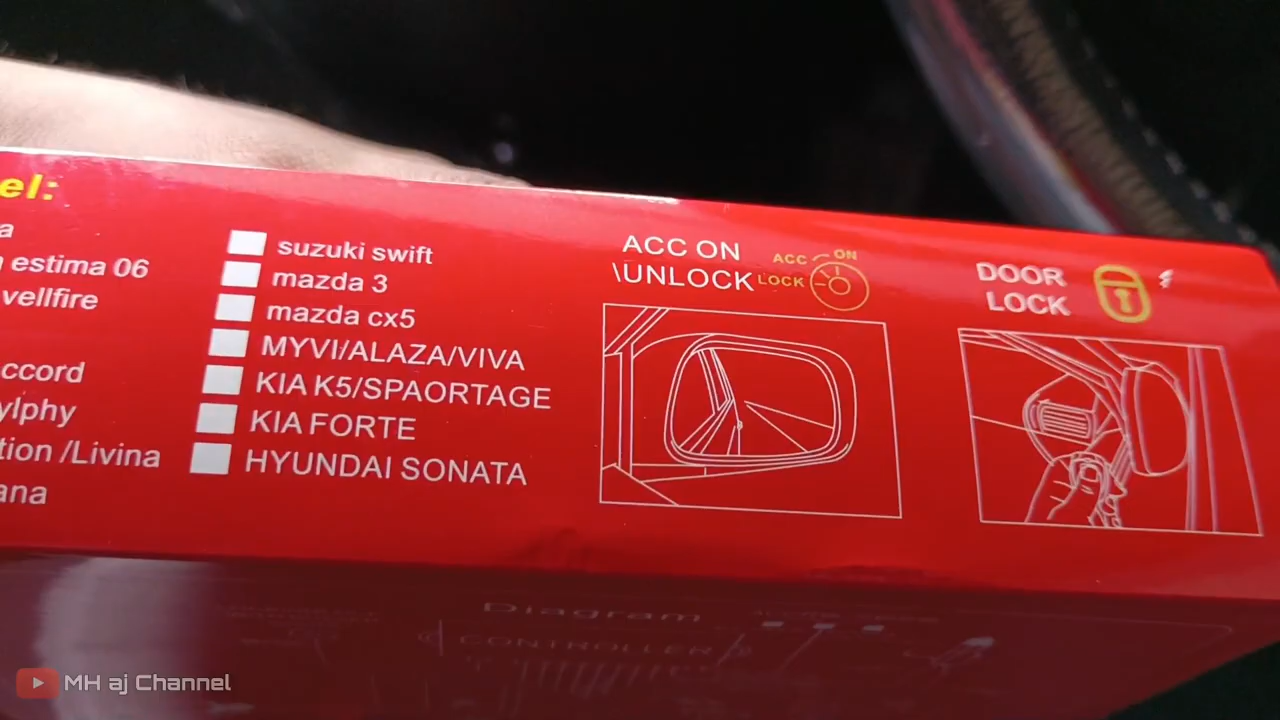 el:
a
estima 06
vellfire
ccord
ylphy
tion /Livina
ana
suzuki swift
mazda 3
mazda cx5
MYVI/ALAZA/VIVA
KIA K5/SPAORTAGE
KIA FORTE
HYUNDAI SONATA
ACC ON
\UNLOCK
ACC ON
LOCK
DOOR
LOCK
Diagram
CONTROLLER
MH aj Channel